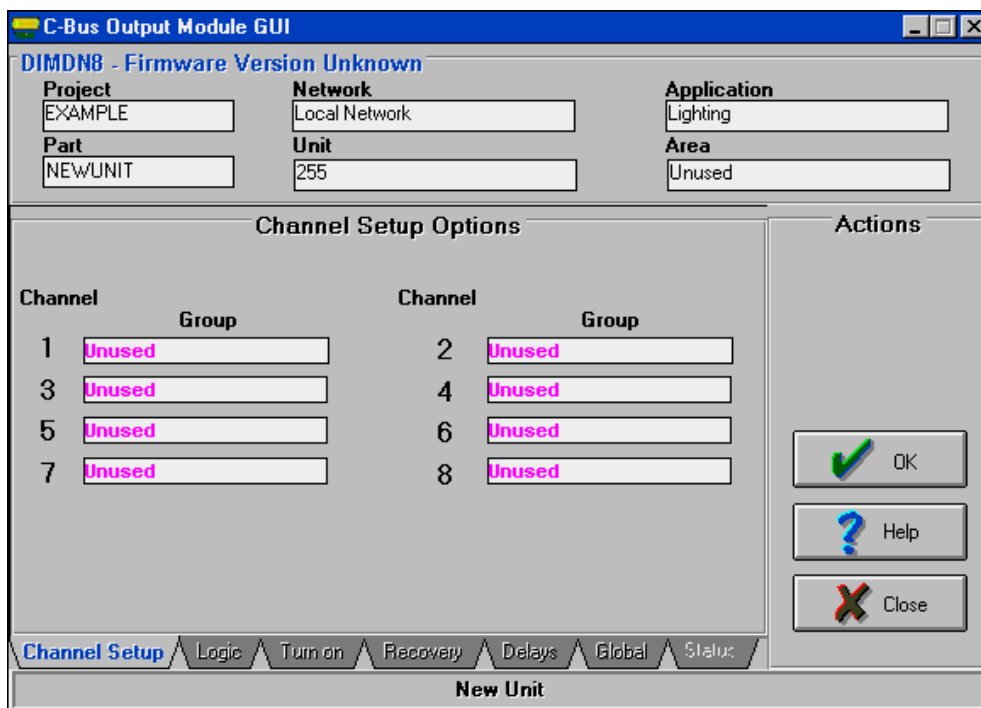 C-Bus Output Module GUI
DIMDN8 - Firmware Version Unknown
Project Network Application
EXAMPLE Local Network Lighting
Part Unit Area
NEWUNIT 255 Unused
Channel Setup Options
Actions
Channel Channel
Group Group
1 Unused 2 Unused
3 Unused 4 Unused
5 Unused 6 Unused
7 Unused 8 Unused
OK
Help
Close
Channel Setup Logic Turn on Recovery Delays Global Status
New Unit